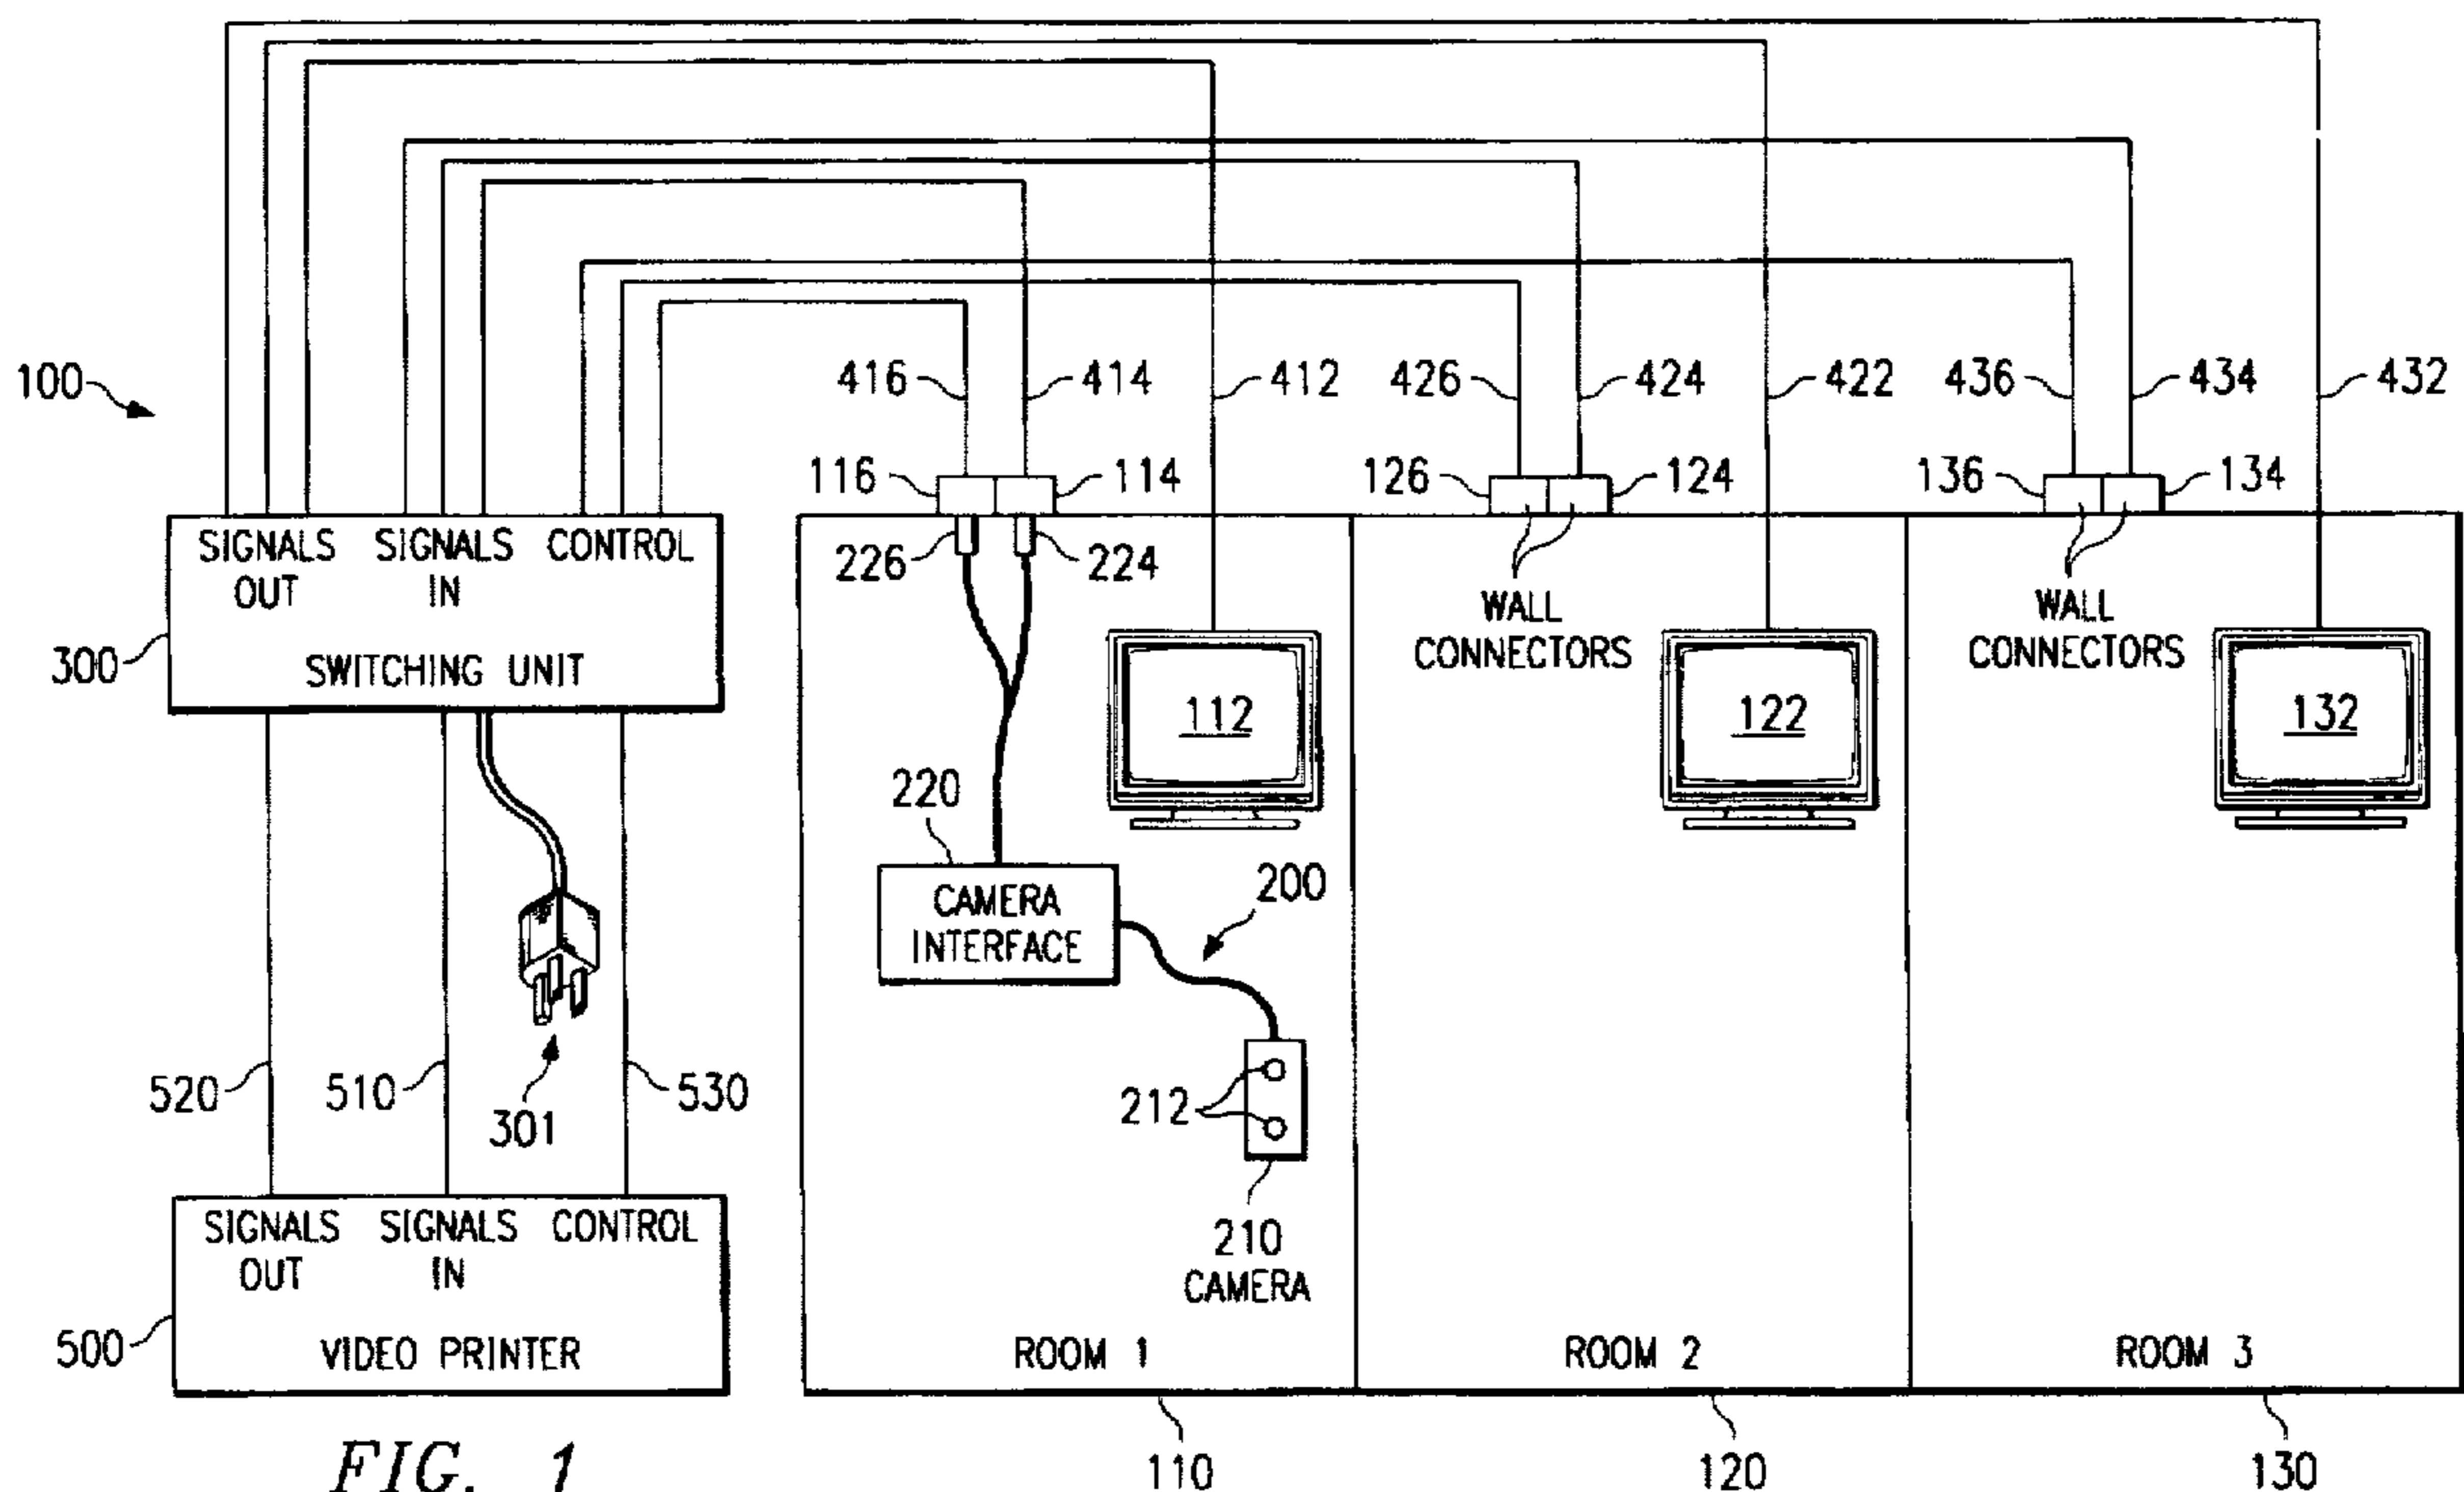 100
416
414
412
426
424
422
436
434
432
116
114
126
124
136
134
SIGNALS OUT
SIGNALS IN
CONTROL
300
SWITCHING UNIT
226
224
WALL
CONNECTORS
WALL
CONNECTORS
112
122
132
220
CAMERA
INTERFACE
200
520
510
301
530
212
210
CAMERA
SIGNALS OUT
SIGNALS IN
CONTROL
500
VIDEO PRINTER
ROOM 1
ROOM 2
ROOM 3
FIG. 1
110
120
130